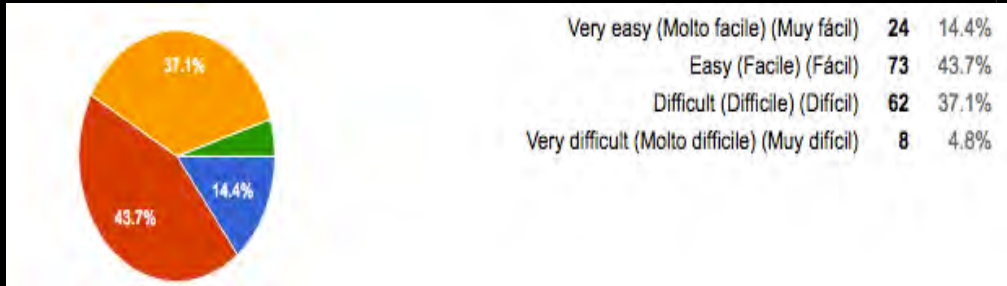 Very easy (Molto facile) (Muy fácil) 24 14.4%
Easy (Facile) (Fácil) 73 43.7%
Difficult (Difficile) (Difícil) 62 37.1%
Very difficult (Molto difficile) (Muy difícil) 8 4.8%
37.1%
14.4%
43.7%